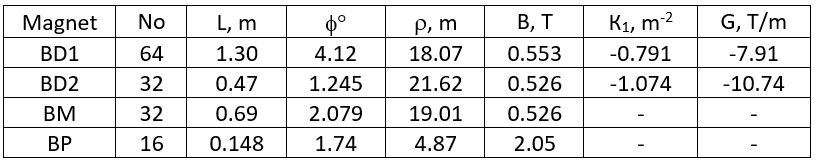 Magnet No L, m ϕ° ρ, m B, T K₁, m⁻² G, T/m
BD1 64 1.30 4.12 18.07 0.553 -0.791 -7.91
BD2 32 0.47 1.245 21.62 0.526 -1.074 -10.74
BM 32 0.69 2.079 19.01 0.526 - -
BP 16 0.148 1.74 4.87 2.05 - -